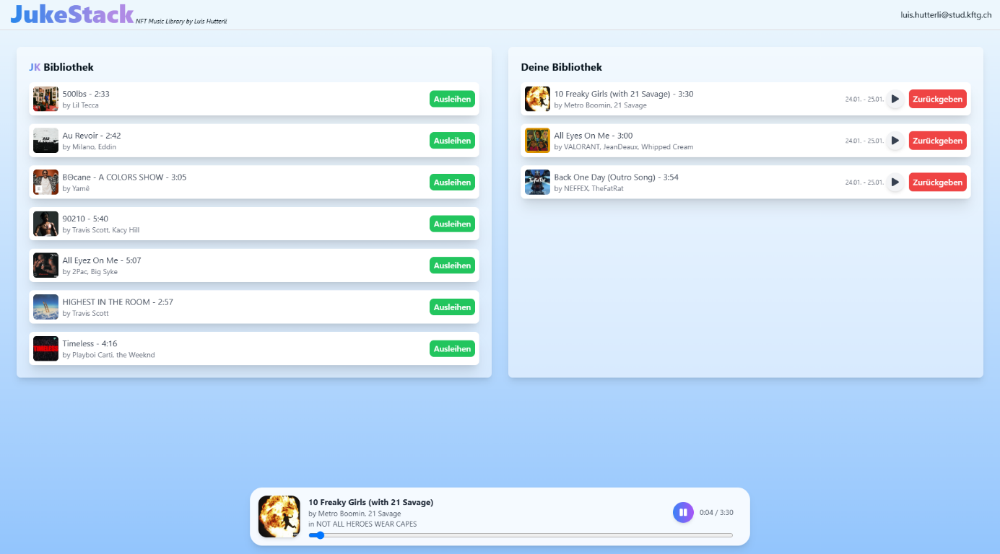 JukeStack NFT Music Library by Luis Hutterli
luis.hutterli@stud.kftg.ch
JK Bibliothek
500lbs - 2:33
by Lil Tecca
Ausleihen
AU REVOIR
Au Revoir - 2:42
by Milano, Eddin
Ausleihen
BΘcane - A COLORS SHOW - 3:05
by Yamê
Ausleihen
90210 - 5:40
by Travis Scott, Kacy Hill
Ausleihen
All Eyez On Me - 5:07
by 2Pac, Big Syke
Ausleihen
HIGHEST IN THE ROOM - 2:57
by Travis Scott
Ausleihen
TIMELESS
Timeless - 4:16
by Playboi Carti, the Weeknd
Ausleihen
Deine Bibliothek
10 Freaky Girls (with 21 Savage) - 3:30
by Metro Boomin, 21 Savage
24.01. - 25.01.
Zurückgeben
All Eyes On Me - 3:00
by VALORANT, JeanDeaux, Whipped Cream
24.01. - 25.01.
Zurückgeben
TheFatRat
Back One Day (Outro Song) - 3:54
by NEFFEX, TheFatRat
24.01. - 25.01.
Zurückgeben
10 Freaky Girls (with 21 Savage)
by Metro Boomin, 21 Savage
in NOT ALL HEROES WEAR CAPES
0:04 / 3:30